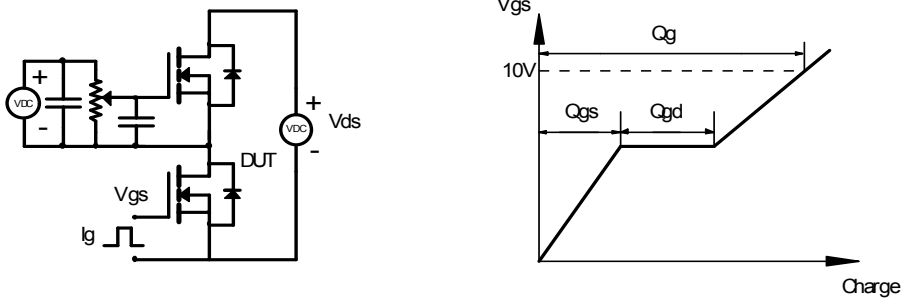 +
VDC
-
+
VDC
-
Vds
DUT
Vgs
Ig
Vgs
Qg
10V
Qgs
Qgd
Charge